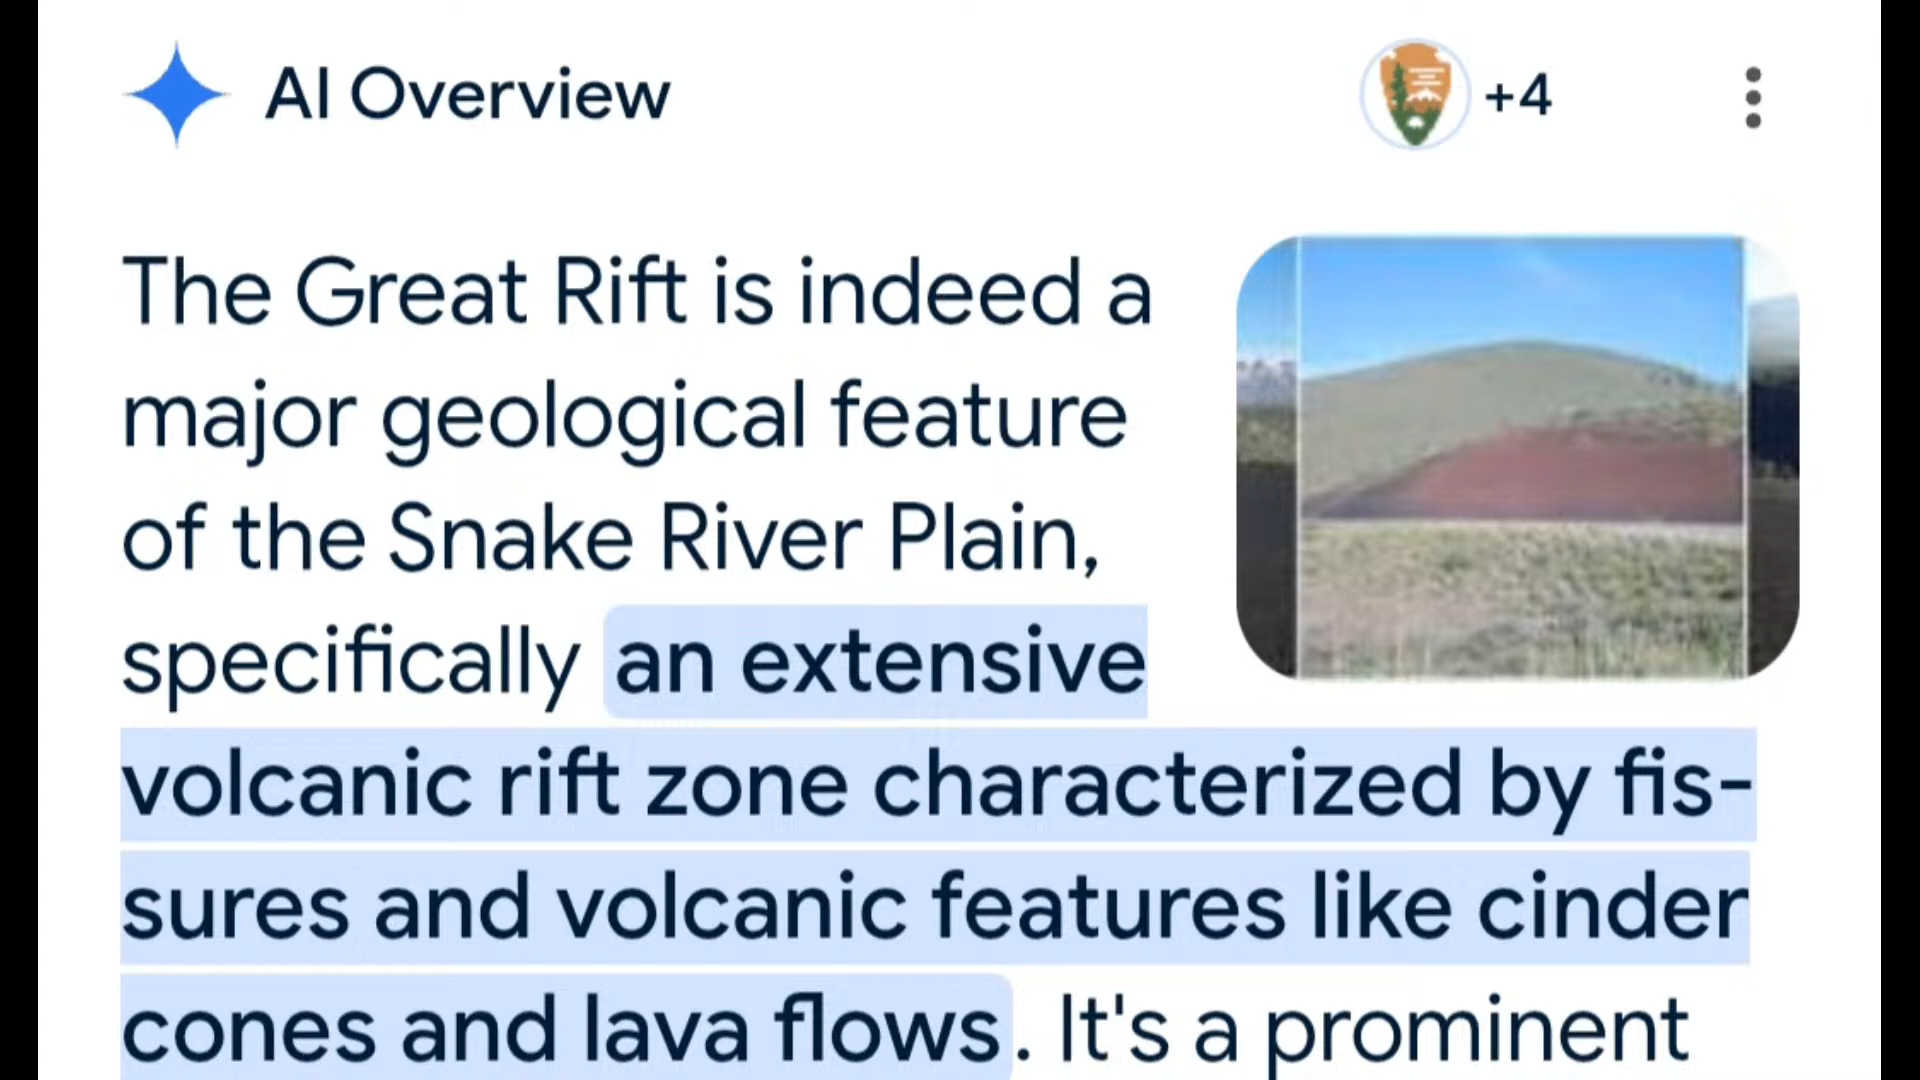 AI Overview
+4
The Great Rift is indeed a
major geological feature
of the Snake River Plain,
specifically an extensive
volcanic rift zone characterized by fis-
sures and volcanic features like cinder
cones and lava flows. It's a prominent